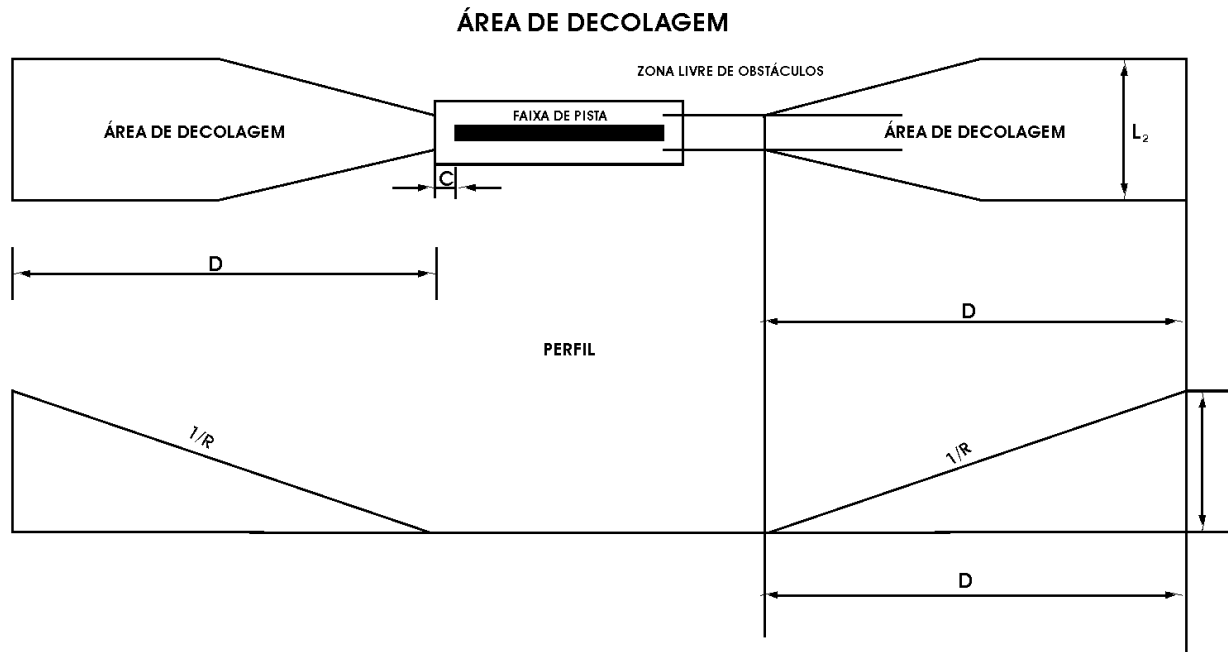 ÁREA DE DECOLAGEM
ZONA LIVRE DE OBSTÁCULOS
FAIXA DE PISTA
ÁREA DE DECOLAGEM
ÁREA DE DECOLAGEM
L₂
C
D
D
PERFIL
1/R
1/R
D